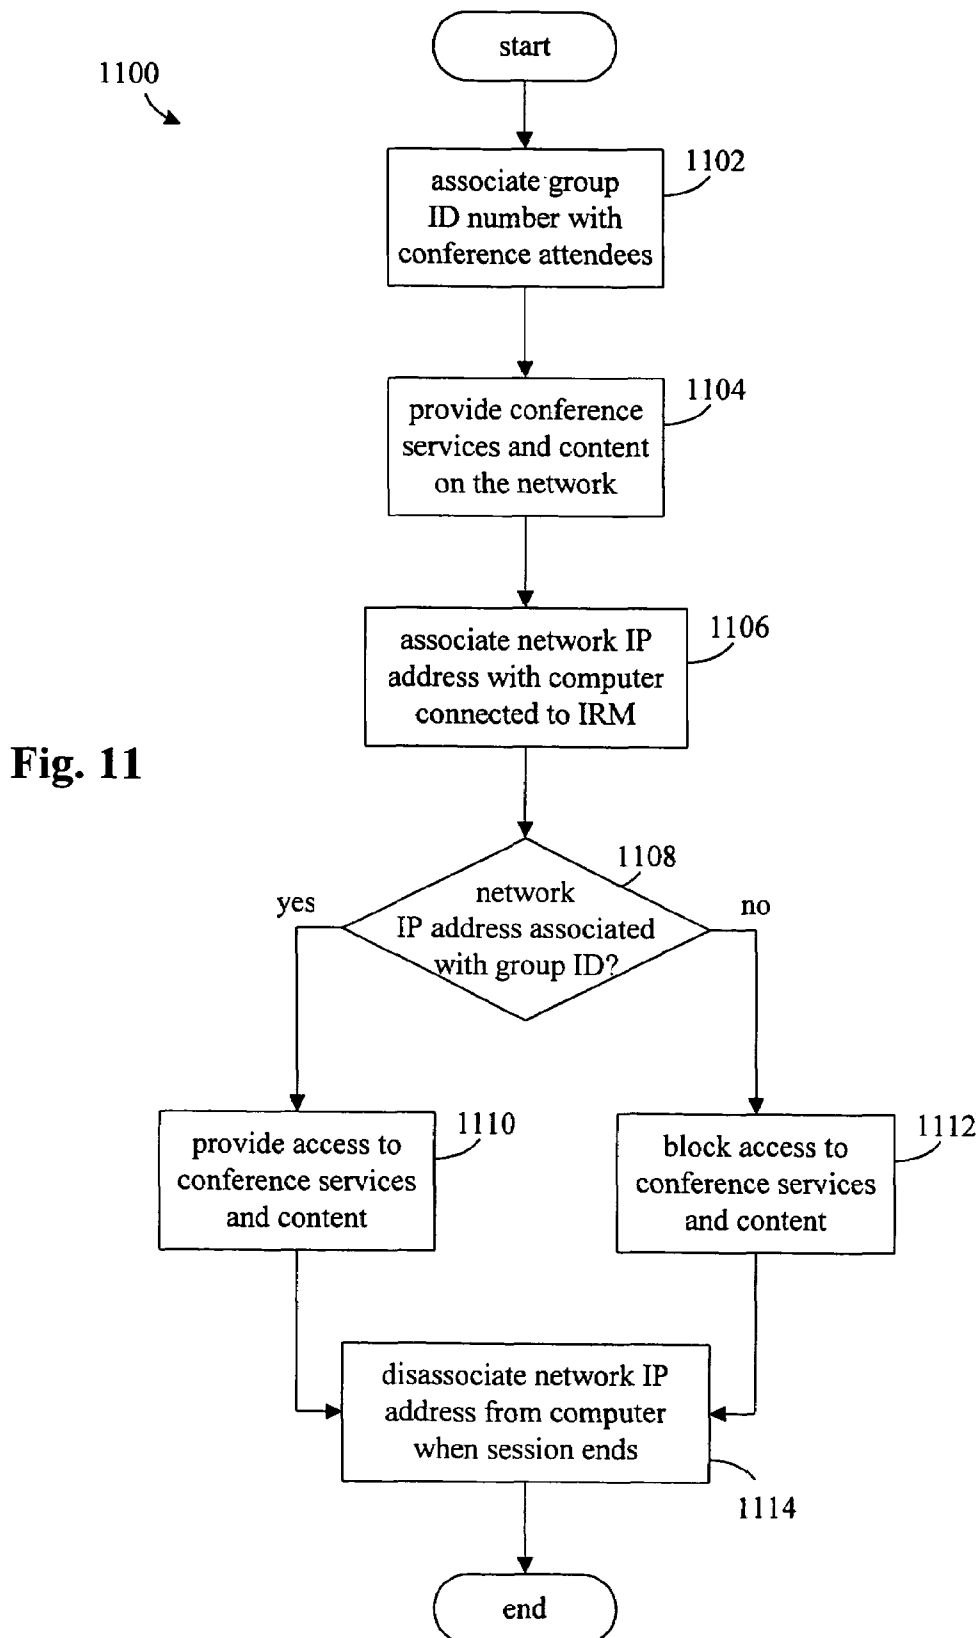 start
1100
1102
associate group
ID number with
conference attendees
1104
provide conference
services and content
on the network
1106
associate network IP
address with computer
connected to IRM
Fig. 11
1108
network
IP address associated
with group ID?
yes
no
1110
provide access to
conference services
and content
1112
block access to
conference services
and content
disassociate network IP
address from computer
when session ends
1114
end